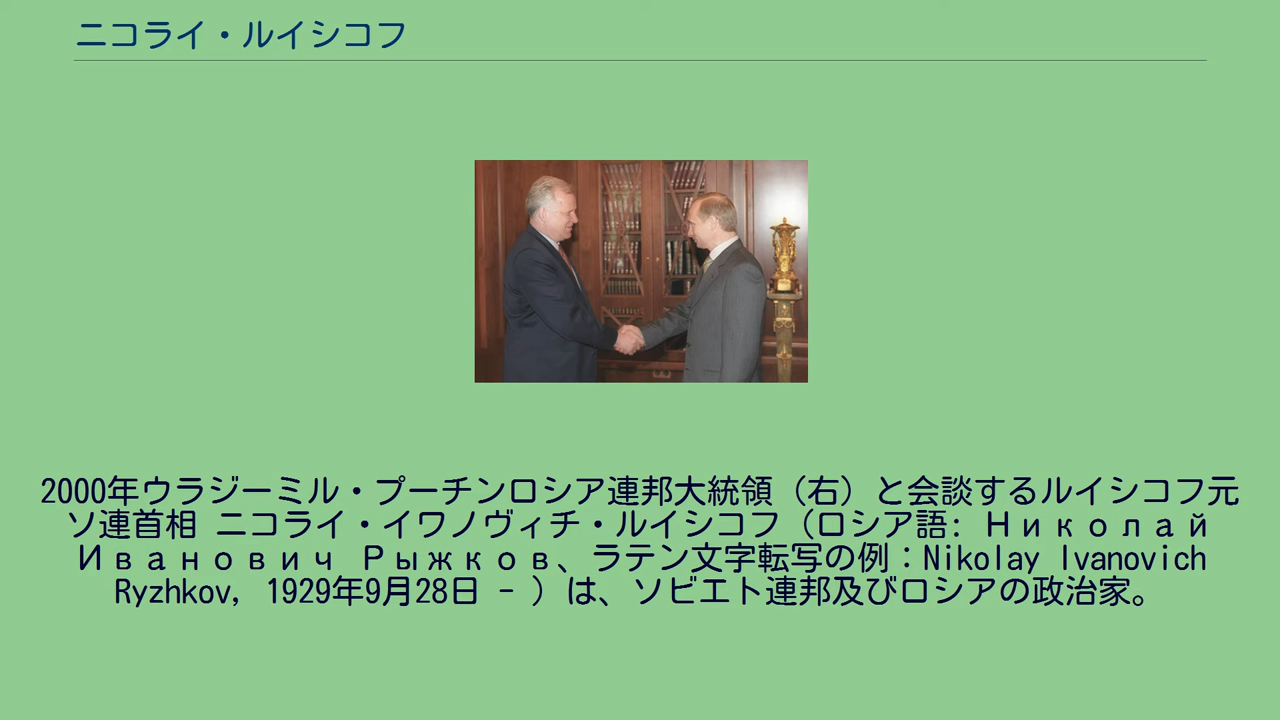 ニコライ・ルイシコフ
2000年ウラジーミル・プーチンロシア連邦大統領（右）と会談するルイシコフ元
ソ連首相 ニコライ・イワノヴィチ・ルイシコフ（ロシア語: Николай
Иванович Рыжков、ラテン文字転写の例：Nikolay Ivanovich
Ryzhkov, 1929年9月28日 - ）は、ソビエト連邦及びロシアの政治家。